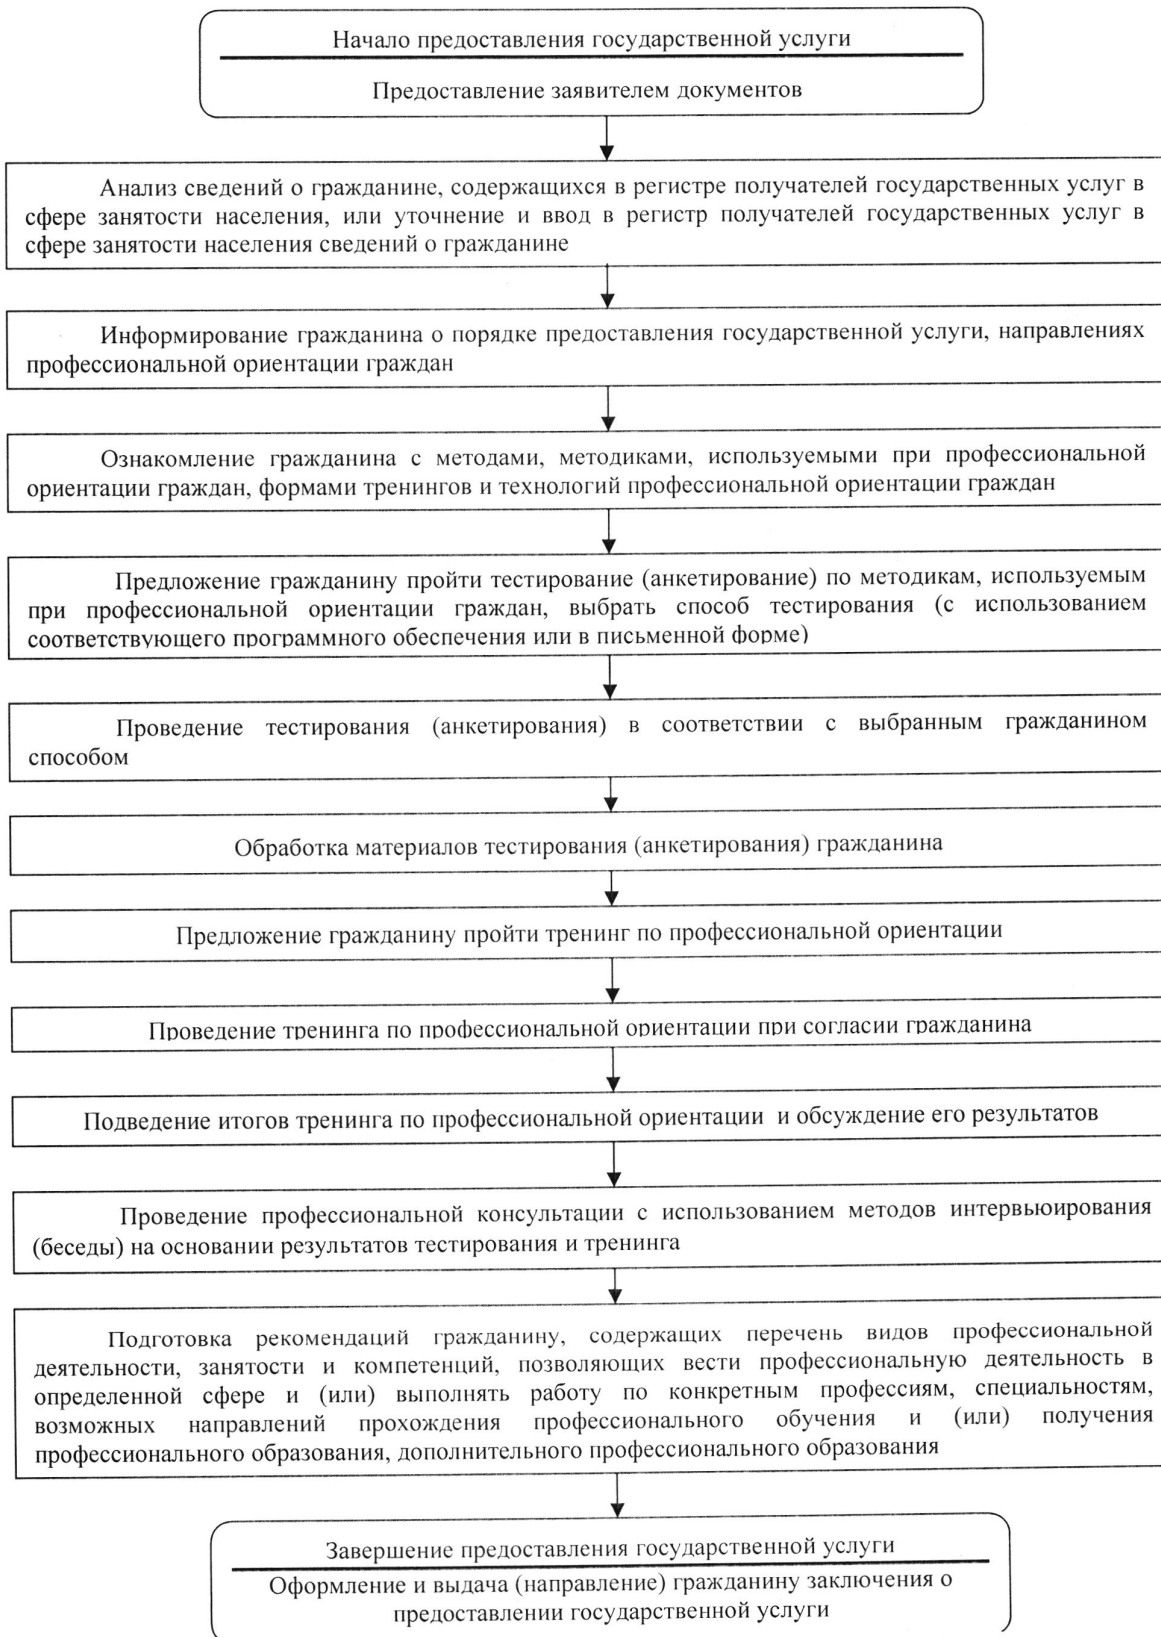 Начало предоставления государственной услуги
Предоставление заявителем документов
Анализ сведений о гражданине, содержащихся в регистре получателей государственных услуг в
сфере занятости населения, или уточнение и ввод в регистр получателей государственных услуг в
сфере занятости населения сведений о гражданине
Информирование гражданина о порядке предоставления государственной услуги, направлениях
профессиональной ориентации граждан
Ознакомление гражданина с методами, методиками, используемыми при профессиональной
ориентации граждан, формами тренингов и технологий профессиональной ориентации граждан
Предложение гражданину пройти тестирование (анкетирование) по методикам, используемым
при профессиональной ориентации граждан, выбрать способ тестирования (с использованием
соответствующего программного обеспечения или в письменной форме)
Проведение тестирования (анкетирования) в соответствии с выбранным гражданином
способом
Обработка материалов тестирования (анкетирования) гражданина
Предложение гражданину пройти тренинг по профессиональной ориентации
Проведение тренинга по профессиональной ориентации при согласии гражданина
Подведение итогов тренинга по профессиональной ориентации и обсуждение его результатов
Проведение профессиональной консультации с использованием методов интервьюирования
(беседы) на основании результатов тестирования и тренинга
Подготовка рекомендаций гражданину, содержащих перечень видов профессиональной
деятельности, занятости и компетенций, позволяющих вести профессиональную деятельность в
определенной сфере и (или) выполнять работу по конкретным профессиям, специальностям,
возможных направлений прохождения профессионального обучения и (или) получения
профессионального образования, дополнительного профессионального образования
Завершение предоставления государственной услуги
Оформление и выдача (направление) гражданину заключения о
предоставлении государственной услуги